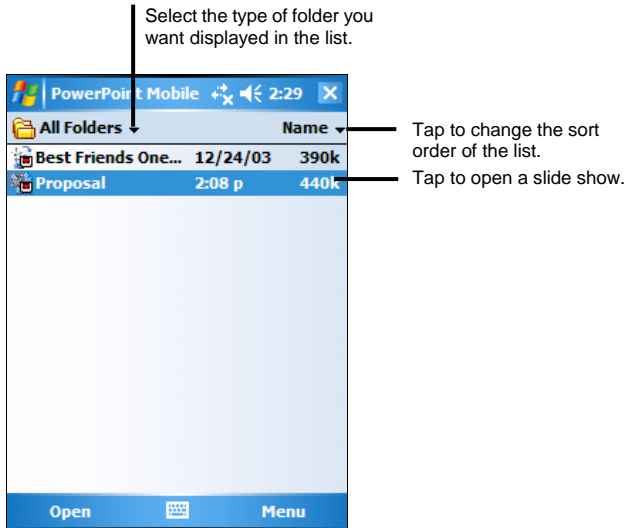 Select the type of folder you
want displayed in the list.
PowerPoint Mobile 2:29
All Folders Name
Tap to change the sort
order of the list.
Best Friends One... 12/24/03 390k
Proposal 2:08 p 440k
Tap to open a slide show.
Open Menu